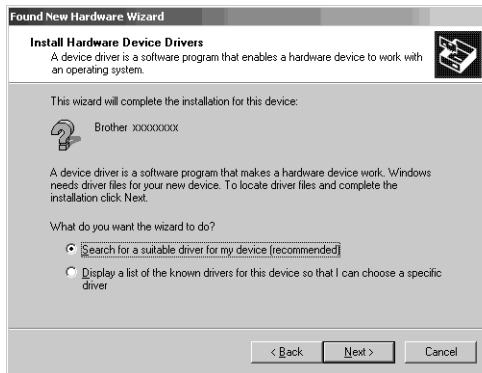 Found New Hardware Wizard
Install Hardware Device Drivers
A device driver is a software program that enables a hardware device to work with
an operating system.
This wizard will complete the installation for this device:
Brother xxxxxxxx
A device driver is a software program that makes a hardware device work. Windows
needs driver files for your new device. To locate driver files and complete the
installation click Next.
What do you want the wizard to do?
Search for a suitable driver for my device (recommended)
Display a list of the known drivers for this device so that I can choose a specific
driver
< Back Next > Cancel